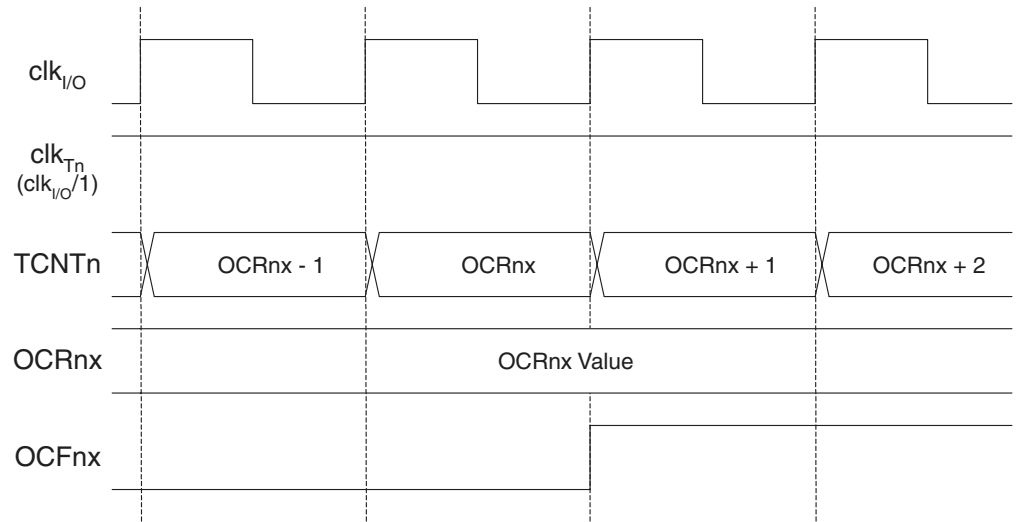 clkI/O
clkTn
(clkI/O/1)
TCNTn OCRnx - 1 OCRnx OCRnx + 1 OCRnx + 2
OCRnx OCRnx Value
OCFnx